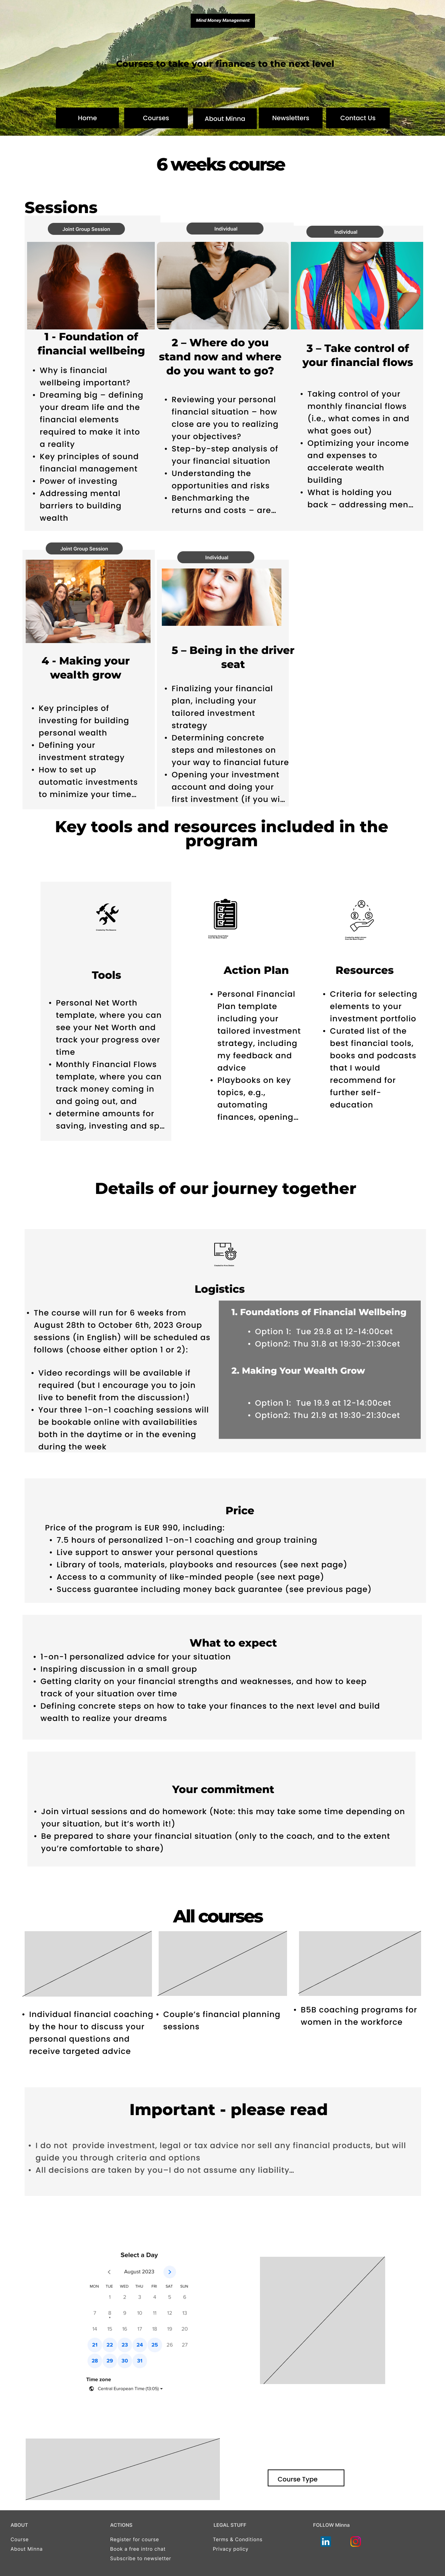 Mind Money Management
Courses to take your finances to the next level
Home
Courses
About Minna
Newsletters
Contact Us
6 weeks course
Sessions
Joint Group Session
1 - Foundation of
financial wellbeing
• Why is financial
wellbeing important?
• Dreaming big – defining
your dream life and the
financial elements
required to make it into
a reality
• Key principles of sound
financial management
• Power of investing
• Addressing mental
barriers to building
wealth
Individual
2 – Where do you
stand now and where
do you want to go?
• Reviewing your personal
financial situation – how
close are you to realizing
your objectives?
• Step-by-step analysis of
your financial situation
• Understanding the
opportunities and risks
• Benchmarking the
returns and costs – are…
Individual
3 – Take control of
your financial flows
• Taking control of your
monthly financial flows
(i.e., what comes in and
what goes out)
• Optimizing your income
and expenses to
accelerate wealth
building
• What is holding you
back – addressing men…
Joint Group Session
4 - Making your
wealth grow
• Key principles of
investing for building
personal wealth
• Defining your
investment strategy
• How to set up
automatic investments
to minimize your time…
Individual
5 – Being in the driver
seat
• Finalizing your financial
plan, including your
tailored investment
strategy
• Determining concrete
steps and milestones on
your way to financial future
• Opening your investment
account and doing your
first investment (if you wi…
Key tools and resources included in the
program
Tools
• Personal Net Worth
template, where you can
see your Net Worth and
track your progress over
time
• Monthly Financial Flows
template, where you can
track money coming in
and going out, and
• determine amounts for
saving, investing and sp…
Action Plan
• Personal Financial
Plan template
including your
tailored investment
strategy, including
my feedback and
advice
• Playbooks on key
topics, e.g.,
automating
finances, opening…
Resources
• Criteria for selecting
elements to your
investment portfolio
• Curated list of the
best financial tools,
books and podcasts
that I would
recommend for
further self-
education
Details of our journey together
Logistics
• The course will run for 6 weeks from
August 28th to October 6th, 2023 Group
sessions (in English) will be scheduled as
follows (choose either option 1 or 2):
• Video recordings will be available if
required (but I encourage you to join
live to benefit from the discussion!)
• Your three 1-on-1 coaching sessions will
be bookable online with availabilities
both in the daytime or in the evening
during the week
1. Foundations of Financial Wellbeing
• Option 1: Tue 29.8 at 12-14:00cet
• Option2: Thu 31.8 at 19:30-21:30cet
2. Making Your Wealth Grow
• Option 1: Tue 19.9 at 12-14:00cet
• Option2: Thu 21.9 at 19:30-21:30cet
Price
Price of the program is EUR 990, including:
• 7.5 hours of personalized 1-on-1 coaching and group training
• Live support to answer your personal questions
• Library of tools, materials, playbooks and resources (see next page)
• Access to a community of like-minded people (see next page)
• Success guarantee including money back guarantee (see previous page)
What to expect
• 1-on-1 personalized advice for your situation
• Inspiring discussion in a small group
• Getting clarity on your financial strengths and weaknesses, and how to keep
track of your situation over time
• Defining concrete steps on how to take your finances to the next level and build
wealth to realize your dreams
Your commitment
• Join virtual sessions and do homework (Note: this may take some time depending on
your situation, but it's worth it!)
• Be prepared to share your financial situation (only to the coach, and to the extent
you're comfortable to share)
All courses
• Individual financial coaching
by the hour to discuss your
personal questions and
receive targeted advice
• Couple's financial planning
sessions
• B5B coaching programs for
women in the workforce
Important - please read
• I do not provide investment, legal or tax advice nor sell any financial products, but will
guide you through criteria and options
• All decisions are taken by you–I do not assume any liability…
Select a Day
August 2023
MON TUE WED THU FRI SAT SUN
1 2 3 4 5 6
7 8 9 10 11 12 13
14 15 16 17 18 19 20
21 22 23 24 25 26 27
28 29 30 31
Time zone
Central European Time (13:05)
Course Type
ABOUT
Course
About Minna
ACTIONS
Register for course
Book a free intro chat
Subscribe to newsletter
LEGAL STUFF
Terms & Conditions
Privacy policy
FOLLOW Minna
in